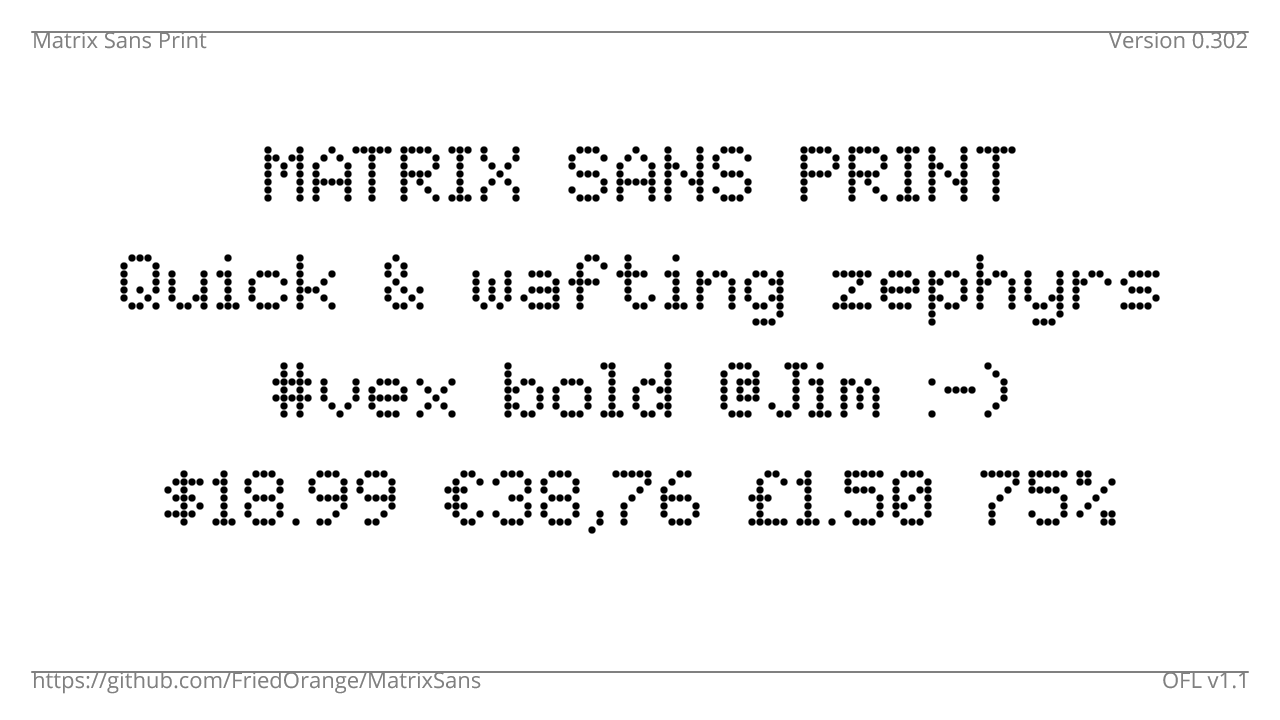 Matrix Sans Print
Version 0.302
MATRIX SANS PRINT
Quick & wafting zephyrs
#vex bold @Jim :-)
$18.99 €38,76 £1.50 75%
https://github.com/FriedOrange/MatrixSans
OFL v1.1